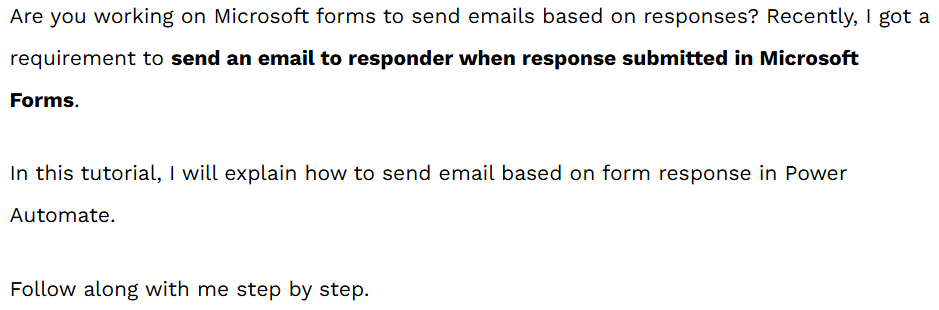 Are you working on Microsoft forms to send emails based on responses? Recently, I got a
requirement to send an email to responder when response submitted in Microsoft
Forms.
In this tutorial, I will explain how to send email based on form response in Power
Automate.
Follow along with me step by step.